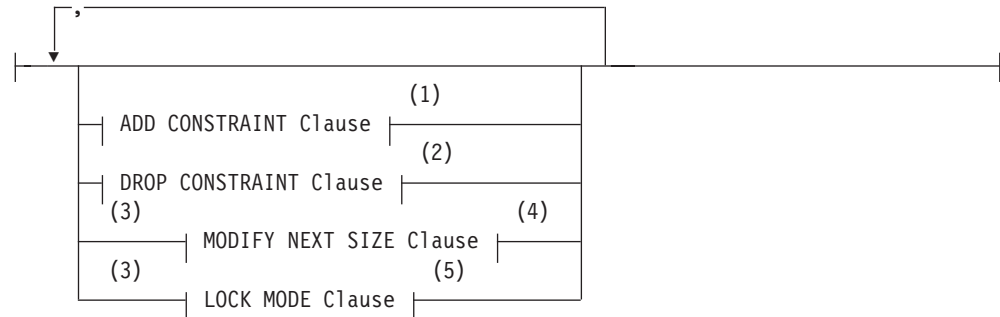 ,
(1)
ADD CONSTRAINT Clause
(2)
DROP CONSTRAINT Clause
(3) (4)
MODIFY NEXT SIZE Clause
(3) (5)
LOCK MODE Clause